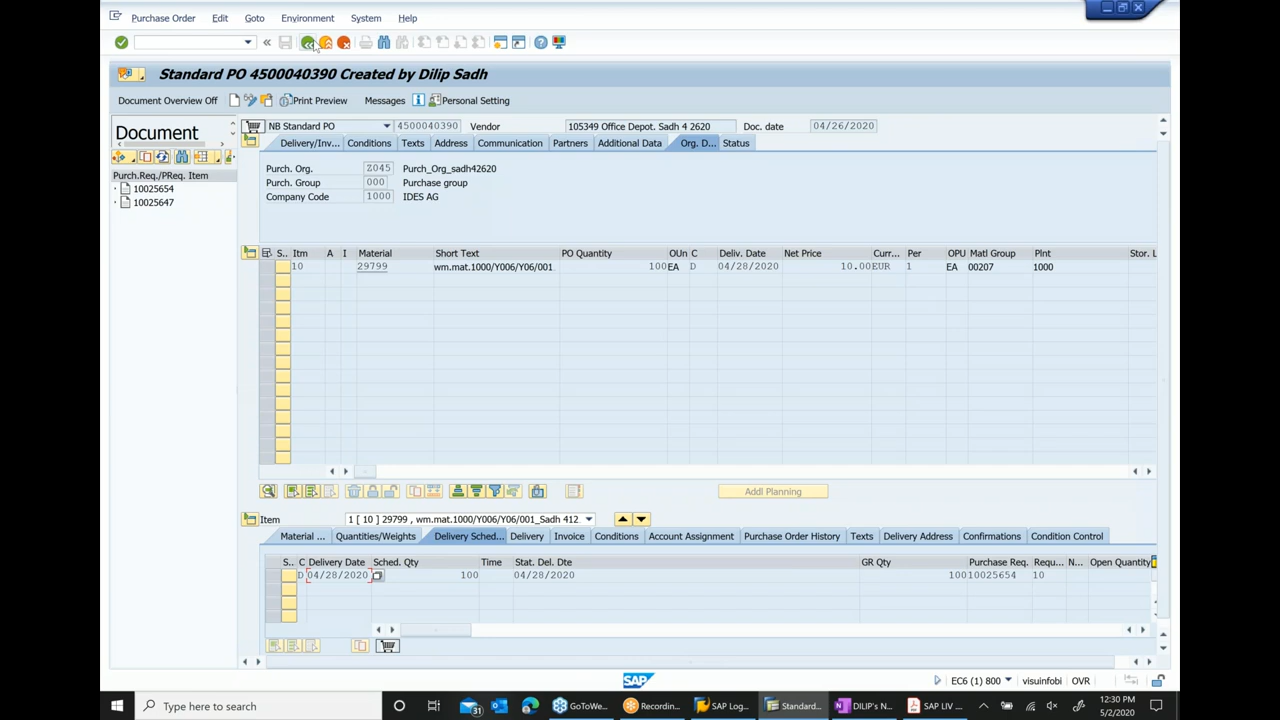 Purchase Order Edit Goto Environment System Help
Standard PO 4500040390 Created by Dilip Sadh
Document Overview Off Print Preview Messages Personal Setting
Document
NB Standard PO 4500040390 Vendor 105349 Office Depot. Sadh 4 2620 Doc. date 04/26/2020
Delivery/Inv... Conditions Texts Address Communication Partners Additional Data Org. D... Status
Purch. Org. Z045 Purch_Org_sadh42620
Purch. Group 000 Purchase group
Company Code 1000 IDES AG
Purch.Req./PReq. Item
10025654
10025647
S.. Itm A I Material Short Text PO Quantity OUn C Deliv. Date Net Price Curr... Per OPU Matl Group Plnt Stor. L
10 29799 wm.mat.1000/Y006/Y06/001 100 EA D 04/28/2020 10.00 EUR 1 EA 00207 1000
Addl Planning
Item 1 [ 10 ] 29799 , wm.mat.1000/Y006/Y06/001_Sadh 412
Material ... Quantities/Weights Delivery Sched... Delivery Invoice Conditions Account Assignment Purchase Order History Texts Delivery Address Confirmations Condition Control
S.. C Delivery Date Sched. Qty Time Stat. Del. Dte GR Qty Purchase Req. Requ... N... Open Quantity
D 04/28/2020 100 04/28/2020 100 10025654 10
SAP
EC6 (1) 800 visuinfobi OVR
Type here to search
31
GoToWe... Recordin... SAP Log... Standard... DILIP's N... SAP LIV ...
12:30 PM
5/2/2020